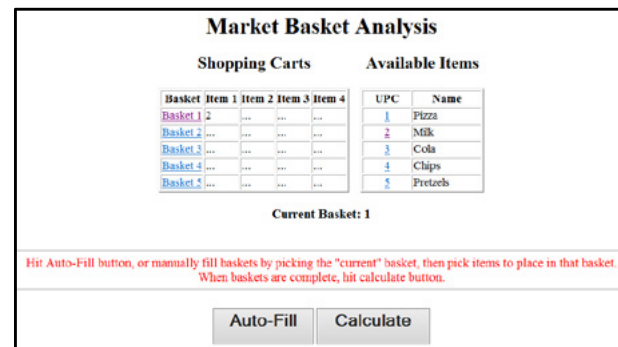 Market Basket Analysis
Shopping Carts
Available Items
Basket Item 1 Item 2 Item 3 Item 4
Basket 1 2 ... ... ...
Basket 2 ... ... ... ...
Basket 3 ... ... ... ...
Basket 4 ... ... ... ...
Basket 5 ... ... ... ...
UPC Name
1 Pizza
2 Milk
3 Cola
4 Chips
5 Pretzels
Current Basket: 1
Hit Auto-Fill button, or manually fill baskets by picking the "current" basket, then pick items to place in that basket.
When baskets are complete, hit calculate button.
Auto-Fill
Calculate